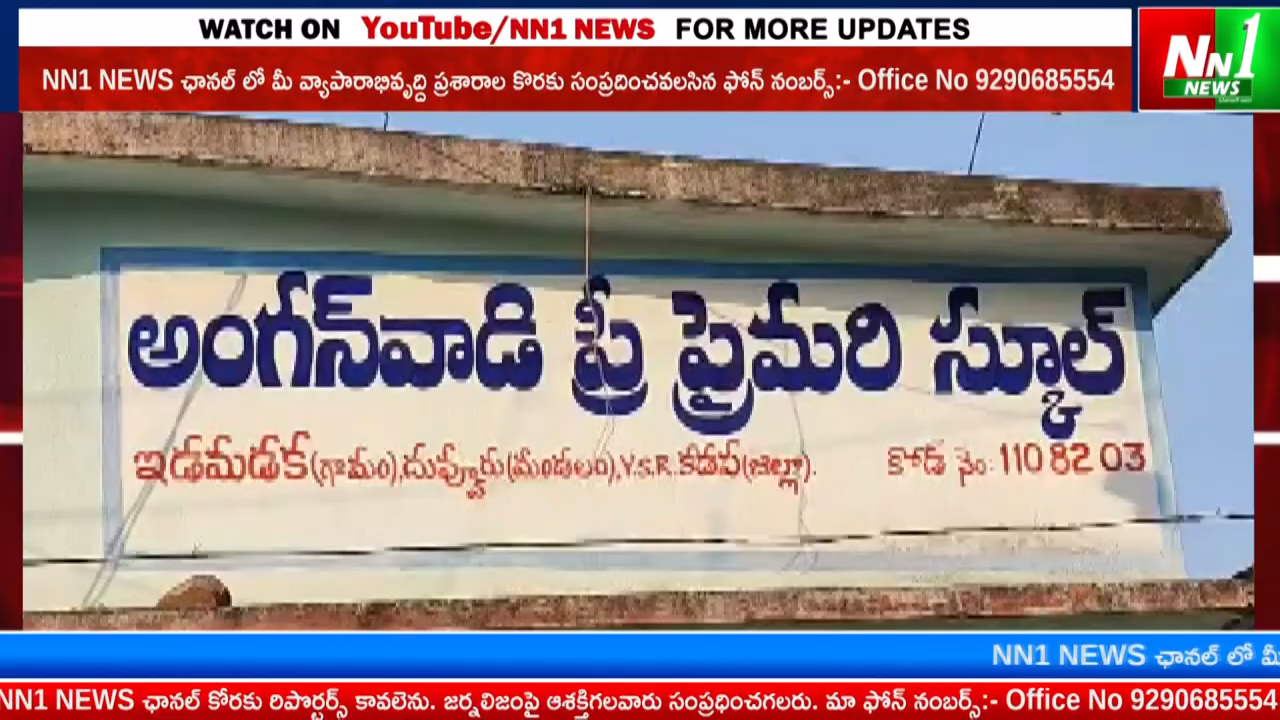 WATCH ON YouTube/NN1 NEWS FOR MORE UPDATES
NN1 NEWS ఛానల్ లో మీ వ్యాపారాభివృద్ది ప్రశారాల కొరకు సంప్రదించవలసిన ఫోన్ నంబర్స్:- Office No 9290685554
NN1
NEWS
అంగన్‌వాడి ప్రీ ప్రైమరి స్కూల్
ఇడమడక(గ్రామం),దువ్వూరు(మండలం),Y.S.R.కడప(జిల్లా). కోడ్ నెం: 110 82 03
NN1 NEWS ఛానల్ లో మీ
NN1 NEWS ఛానల్ కోరకు రిపొర్టర్స్ కావలెను. జర్నలిజంపై ఆశక్తిగలవారు సంప్రధించగలరు. మా ఫోన్ నంబర్స్:- Office No 9290685554